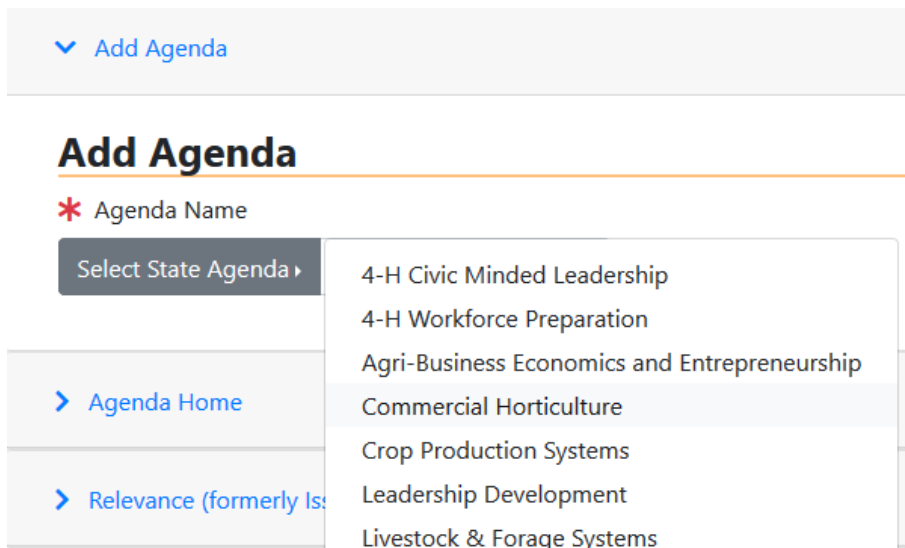 Add Agenda
Add Agenda
Agenda Name
Select State Agenda
4-H Civic Minded Leadership
4-H Workforce Preparation
Agri-Business Economics and Entrepreneurship
Commercial Horticulture
Crop Production Systems
Leadership Development
Livestock & Forage Systems
Agenda Home
Relevance (formerly